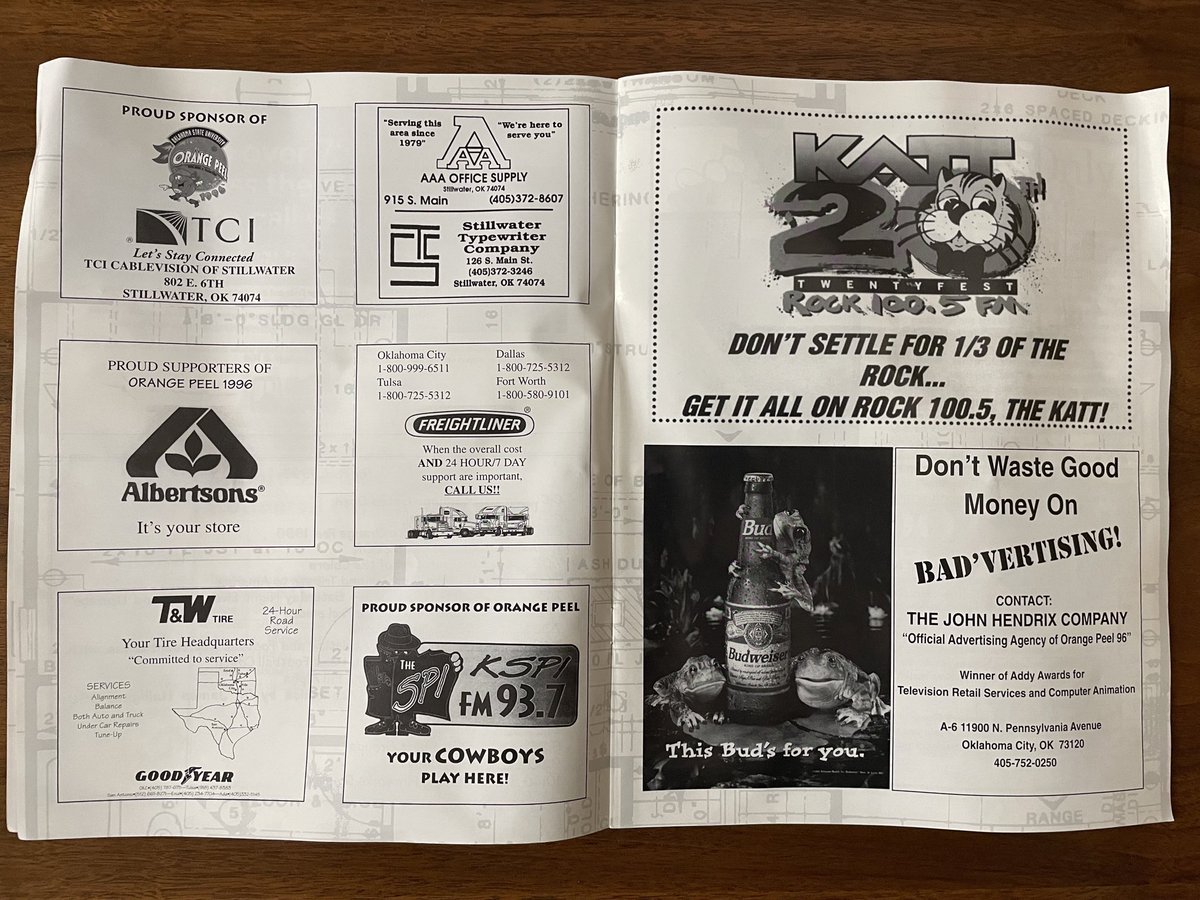 PROUD SPONSOR OF
OKLAHOMA STATE UNIVERSITY
ORANGE PEEL
® TCI
Let's Stay Connected
TCI CABLEVISION OF STILLWATER
802 E. 6TH
STILLWATER, OK 74074
"Serving this
area since
1979"
"We're here to
serve you"
AAA
AAA OFFICE SUPPLY
Stillwater, OK 74074
915 S. Main
(405)372-8607
Stillwater
Typewriter
Company
126 S. Main St.
(405)372-3246
Stillwater, OK 74074
PROUD SUPPORTERS OF
ORANGE PEEL 1996
Albertsons®
It's your store
Oklahoma City
1-800-999-6511
Tulsa
1-800-725-5312
Dallas
1-800-725-5312
Fort Worth
1-800-580-9101
FREIGHTLINER®
When the overall cost
AND 24 HOUR/7 DAY
support are important,
CALL US!!
T&W TIRE
24-Hour
Road
Service
Your Tire Headquarters
"Committed to service"
SERVICES
Alignment
Balance
Both Auto and Truck
Under Car Repairs
Tune-Up
GOODYEAR
PROUD SPONSOR OF ORANGE PEEL
THE
SPI
KSPI
FM 93.7
YOUR COWBOYS
PLAY HERE!
KATT
20TH
TWENTYFEST
ROCK 100.5 FM
DON'T SETTLE FOR 1/3 OF THE
ROCK...
GET IT ALL ON ROCK 100.5, THE KATT!
Bud
Budweiser
This Bud's for you.
Don't Waste Good
Money On
BAD'VERTISING!
CONTACT:
THE JOHN HENDRIX COMPANY
"Official Advertising Agency of Orange Peel 96"
Winner of Addy Awards for
Television Retail Services and Computer Animation
A-6 11900 N. Pennsylvania Avenue
Oklahoma City, OK 73120
405-752-0250
DECK
2x6 SPACED DECKIN
6'-0" SLDG GL DR
RANGE